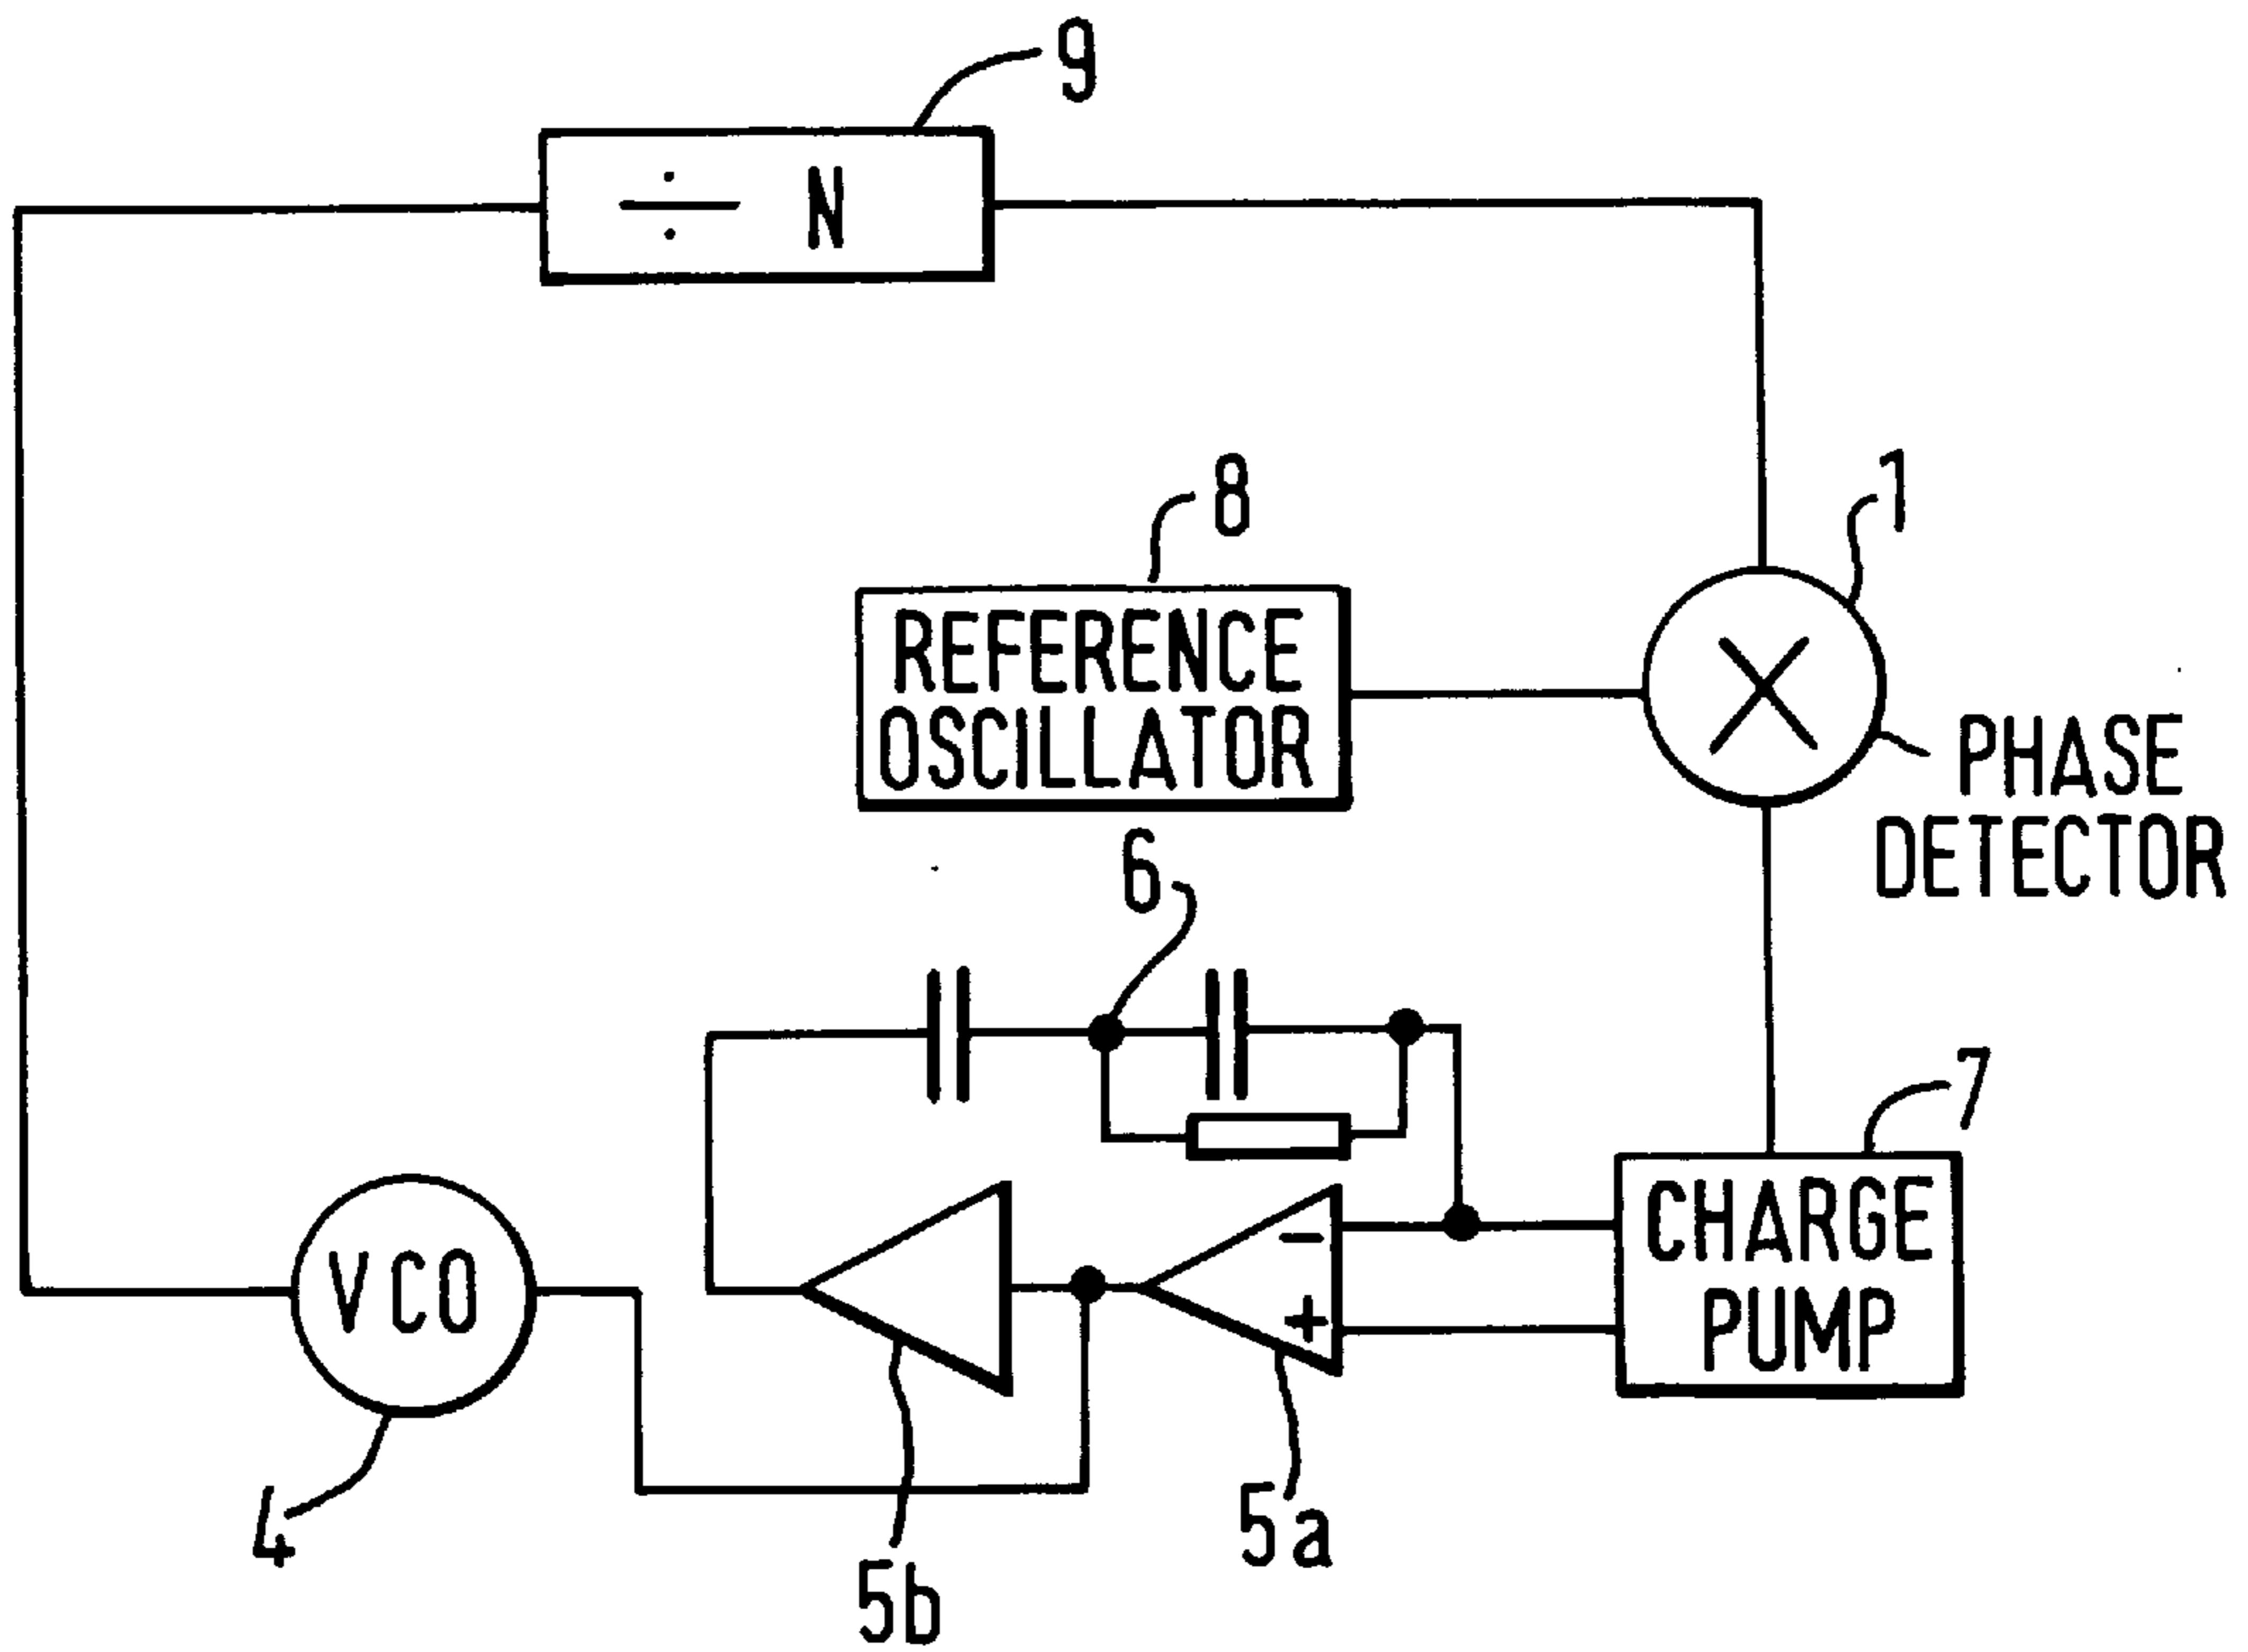 9
÷ N
8
1
REFERENCE
OSCILLATOR
PHASE
DETECTOR
6
7
CHARGE
PUMP
-
+
VCO
4
5a
5b